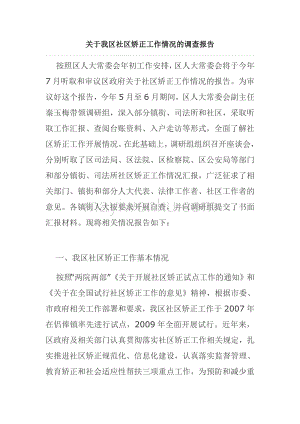 关于我区社区矫正工作情况的调查报告
按照区人大常委会年初工作安排，区人大常委会将于今年
7月听取和审议区政府关于社区矫正工作情况的报告。为审
议好这个报告，今年5月至6月期间，区人大常委会副主任
秦玉梅带领调研组，深入部分镇街、司法所和社区，采取听
取工作汇报、查阅台账资料、入户走访等形式，全面了解社
区矫正工作开展情况。在此基础上，调研组组织召开座谈会，
分别听取了区司法局、区法院、区检察院、区公安局等部门
和部分镇街、司法所社区矫正工作情况汇报，广泛征求了相
关部门、镇街和部分人大代表、法律工作者、社区工作者的
意见。各镇街人大按要求开展自查，并向调研组提交了书面
汇报材料。现将相关情况报告如下：
一、我区社区矫正工作基本情况
按照“两院两部”《关于开展社区矫正试点工作的通知》和
《关于在全国试行社区矫正工作的意见》精神，根据市委、
市政府相关工作部署和要求，我区社区矫正工作于2007年
在仍俸镇率先进行试点，2009年全面开展试行。近年来，区
区政府及相关部门认真贯彻落实社区矫正工作相关规定，扎
实推进社区矫正规范化、信息化建设，认真落实监督管理、
教育矫正和社会适应性帮扶三项重点工作，为预防和减少重